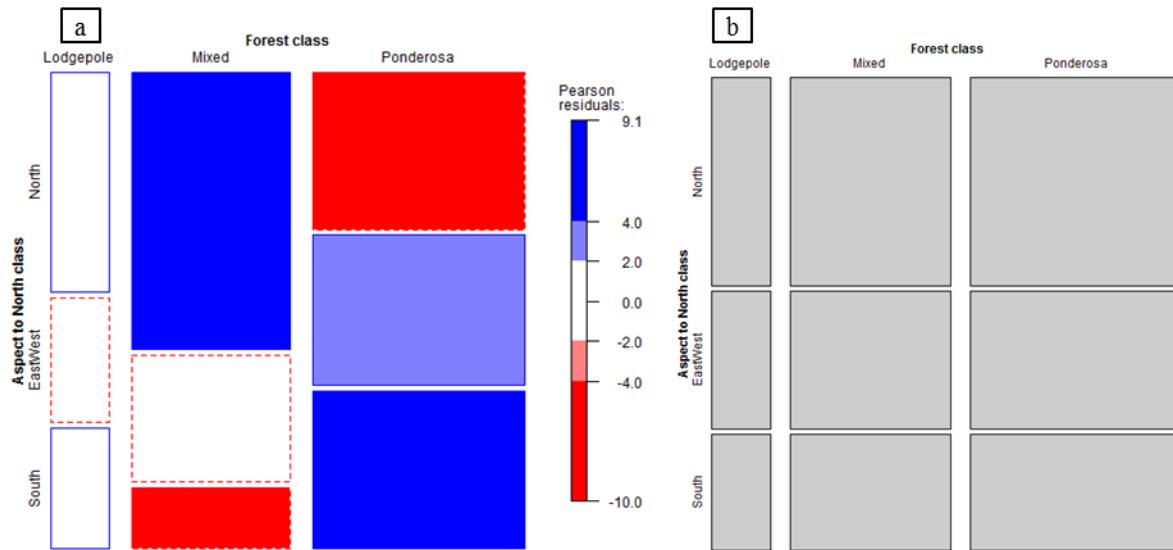 a
Forest class
Lodgepole Mixed Ponderosa
Aspect to North class
North
EastWest
South
Pearson
residuals:
9.1
4.0
2.0
0.0
-2.0
-4.0
-10.0
b
Forest class
Lodgepole Mixed Ponderosa
Aspect to North class
North
EastWest
South